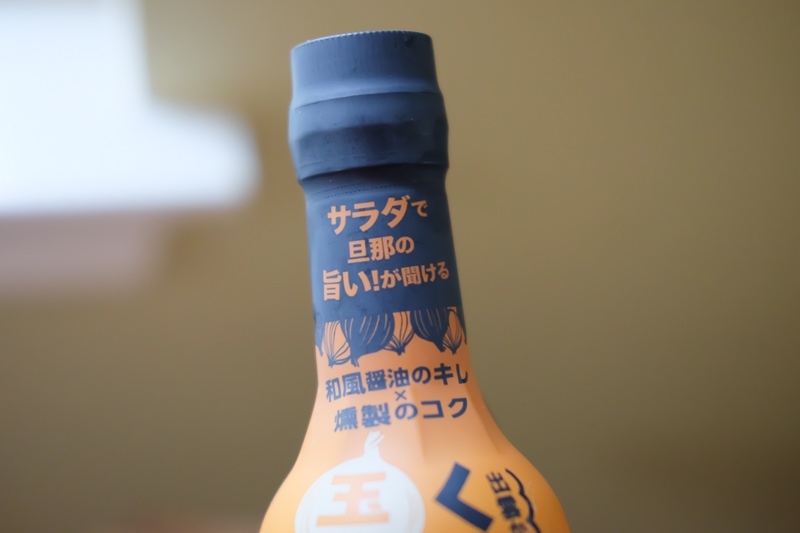 サラダで
旦那の
旨い!が聞ける
和風醤油のキレ
×
燻製のコク
玉
く